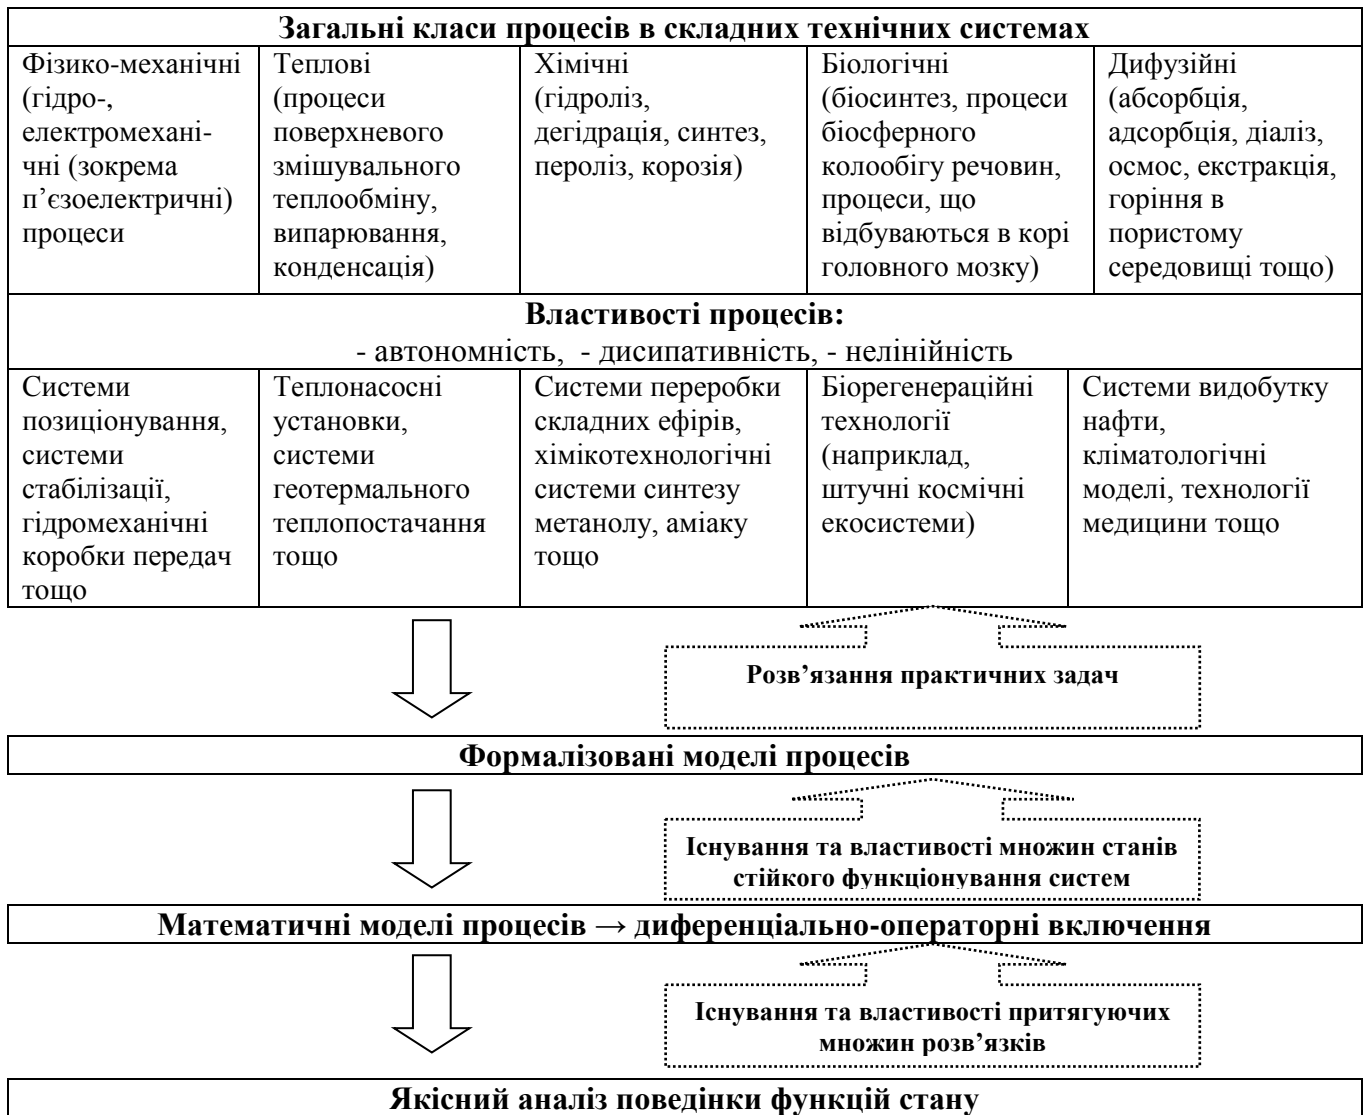 Загальні класи процесів в складних технічних системах
Фізико-механічні
(гідро-,
електромехані-
чні (зокрема
п’єзоелектричні)
процеси
Теплові
(процеси
поверхневого
змішувального
теплообміну,
випарювання,
конденсація)
Хімічні
(гідроліз,
дегідрація, синтез,
пероліз, корозія)
Біологічні
(біосинтез, процеси
біосферного
колообігу речовин,
процеси, що
відбуваються в корі
головного мозку)
Дифузійні
(абсорбція,
адсорбція, діаліз,
осмос, екстракція,
горіння в
пористому
середовищі тощо)
Властивості процесів:
- автономність, - дисипативність, - нелінійність
Системи
позиціонування,
системи
стабілізації,
гідромеханічні
коробки передач
тощо
Теплонасосні
установки,
системи
геотермального
теплопостачання
тощо
Системи переробки
складних ефірів,
хімікотехнологічні
системи синтезу
метанолу, аміаку
тощо
Біорегенераційні
технології
(наприклад,
штучні космічні
екосистеми)
Системи видобутку
нафти,
кліматологічні
моделі, технології
медицини тощо
Розв’язання практичних задач
Формалізовані моделі процесів
Існування та властивості множин станів
стійкого функціонування систем
Математичні моделі процесів → диференціально-операторні включення
Існування та властивості притягуючих
множин розв’язків
Якісний аналіз поведінки функцій стану